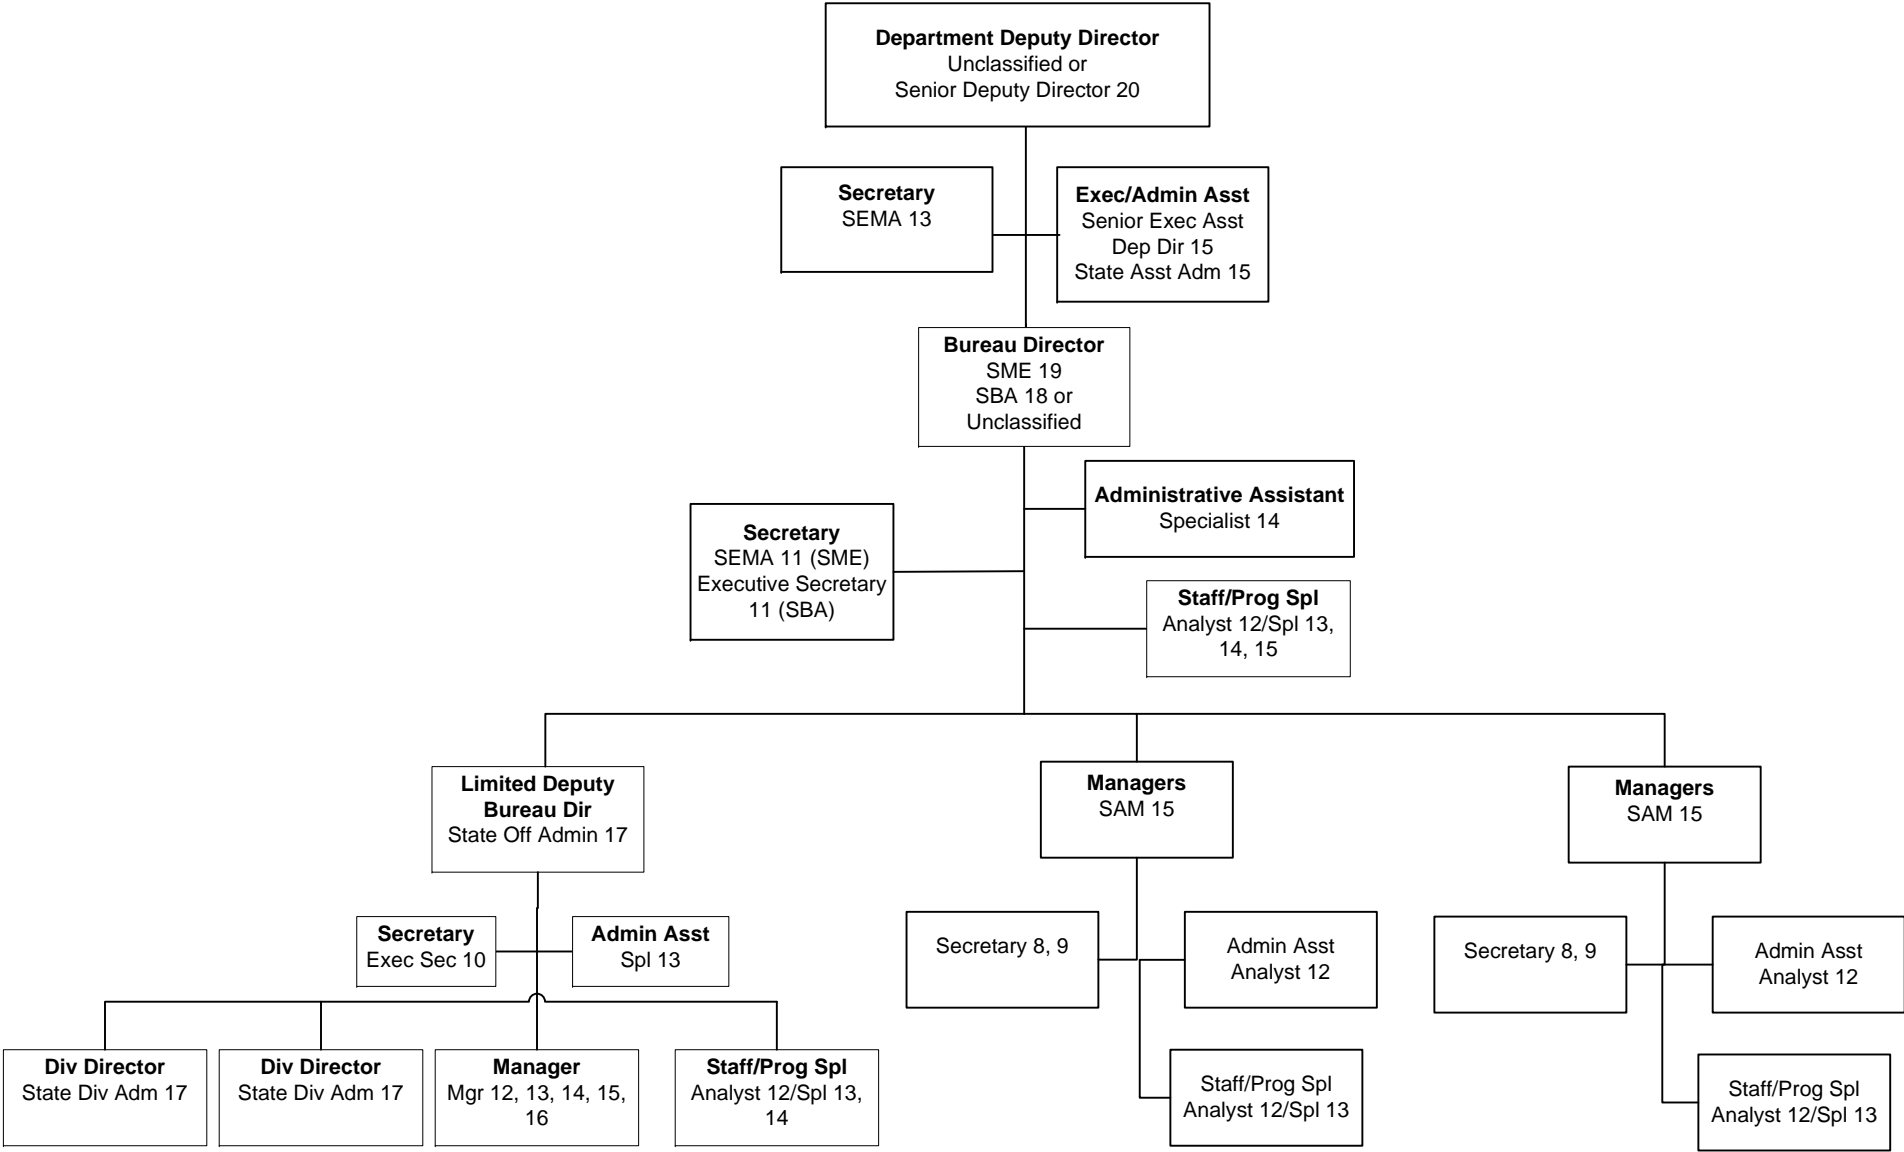 Department Deputy Director
Unclassified or
Senior Deputy Director 20
Secretary
SEMA 13
Exec/Admin Asst
Senior Exec Asst
Dep Dir 15
State Asst Adm 15
Bureau Director
SME 19
SBA 18 or
Unclassified
Administrative Assistant
Specialist 14
Secretary
SEMA 11 (SME)
Executive Secretary
11 (SBA)
Staff/Prog Spl
Analyst 12/Spl 13,
14, 15
Limited Deputy
Bureau Dir
State Off Admin 17
Managers
SAM 15
Managers
SAM 15
Secretary
Exec Sec 10
Admin Asst
Spl 13
Secretary 8, 9
Admin Asst
Analyst 12
Secretary 8, 9
Admin Asst
Analyst 12
Div Director
State Div Adm 17
Div Director
State Div Adm 17
Manager
Mgr 12, 13, 14, 15,
16
Staff/Prog Spl
Analyst 12/Spl 13,
14
Staff/Prog Spl
Analyst 12/Spl 13
Staff/Prog Spl
Analyst 12/Spl 13